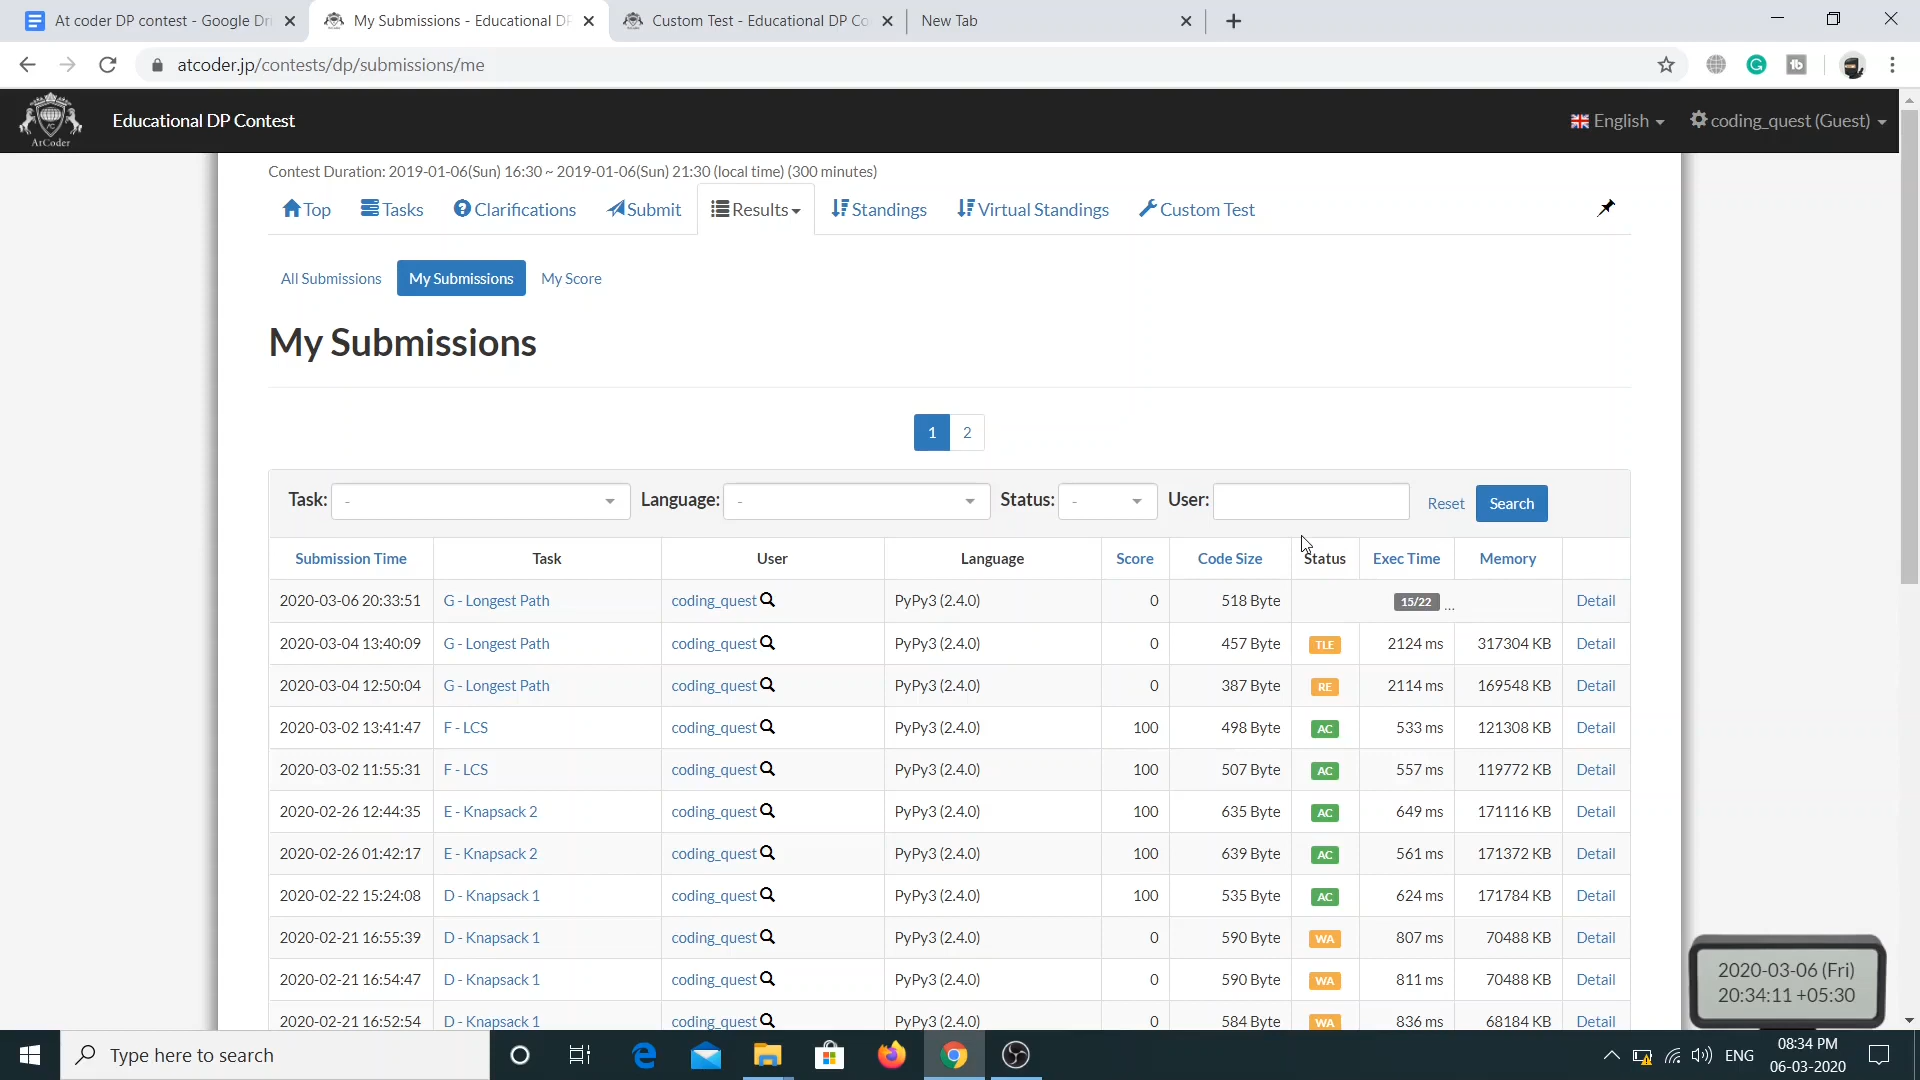 At coder DP contest - Google Dri
My Submissions - Educational DP
Custom Test - Educational DP Co
New Tab
atcoder.jp/contests/dp/submissions/me
AtCoder
Educational DP Contest
English
coding_quest (Guest)
Contest Duration: 2019-01-06(Sun) 16:30 ~ 2019-01-06(Sun) 21:30 (local time) (300 minutes)
Top Tasks Clarifications Submit Results Standings Virtual Standings Custom Test
All Submissions My Submissions My Score
My Submissions
1 2
Task: - Language: - Status: - User: Reset Search
Submission Time Task User Language Score Code Size Status Exec Time Memory
2020-03-06 20:33:51 G - Longest Path coding_quest PyPy3 (2.4.0) 0 518 Byte 15/22 ... Detail
2020-03-04 13:40:09 G - Longest Path coding_quest PyPy3 (2.4.0) 0 457 Byte TLE 2124 ms 317304 KB Detail
2020-03-04 12:50:04 G - Longest Path coding_quest PyPy3 (2.4.0) 0 387 Byte RE 2114 ms 169548 KB Detail
2020-03-02 13:41:47 F - LCS coding_quest PyPy3 (2.4.0) 100 498 Byte AC 533 ms 121308 KB Detail
2020-03-02 11:55:31 F - LCS coding_quest PyPy3 (2.4.0) 100 507 Byte AC 557 ms 119772 KB Detail
2020-02-26 12:44:35 E - Knapsack 2 coding_quest PyPy3 (2.4.0) 100 635 Byte AC 649 ms 171116 KB Detail
2020-02-26 01:42:17 E - Knapsack 2 coding_quest PyPy3 (2.4.0) 100 639 Byte AC 561 ms 171372 KB Detail
2020-02-22 15:24:08 D - Knapsack 1 coding_quest PyPy3 (2.4.0) 100 535 Byte AC 624 ms 171784 KB Detail
2020-02-21 16:55:39 D - Knapsack 1 coding_quest PyPy3 (2.4.0) 0 590 Byte WA 807 ms 70488 KB Detail
2020-02-21 16:54:47 D - Knapsack 1 coding_quest PyPy3 (2.4.0) 0 590 Byte WA 811 ms 70488 KB Detail
2020-02-21 16:52:54 D - Knapsack 1 coding_quest PyPy3 (2.4.0) 0 584 Byte WA 836 ms 68184 KB Detail
2020-03-06 (Fri)
20:34:11 +05:30
Type here to search
ENG
08:34 PM
06-03-2020